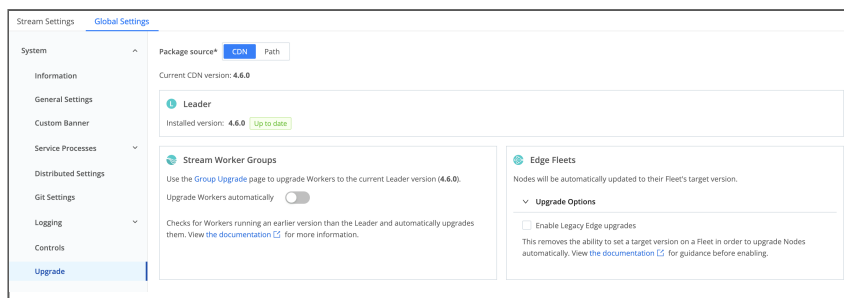 Stream Settings Global Settings
System
Information
General Settings
Custom Banner
Service Processes
Distributed Settings
Git Settings
Logging
Controls
Upgrade
Package source* CDN Path
Current CDN version: 4.6.0
L Leader
Installed version: 4.6.0 Up to date
Stream Worker Groups
Use the Group Upgrade page to upgrade Workers to the current Leader version (4.6.0).
Upgrade Workers automatically
Checks for Workers running an earlier version than the Leader and automatically upgrades
them. View the documentation for more information.
Edge Fleets
Nodes will be automatically updated to their Fleet's target version.
Upgrade Options
Enable Legacy Edge upgrades
This removes the ability to set a target version on a Fleet in order to upgrade Nodes
automatically. View the documentation for guidance before enabling.